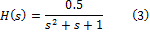 H(s) = 0.5 / (s² + s + 1)     (3)